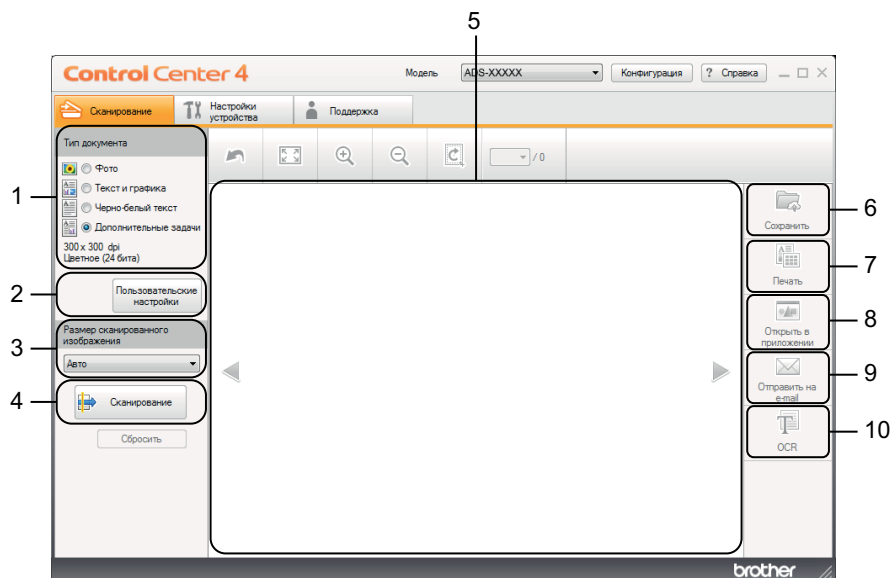 5
Control Center 4
Модель ADS-XXXXX Конфигурация ? Справка
Сканирование
Настройки
устройства
Поддержка
Тип документа
/ 0
1
Фото
Текст и графика
Черно-белый текст
Дополнительные задачи
300 x 300 dpi
Цветное (24 бита)
2
Пользовательские
настройки
3
Размер сканированного
изображения
Авто
4
Сканирование
Сбросить
Сохранить
6
Печать
7
Открыть в
приложении
8
Отправить на
e-mail
9
OCR
10
brother